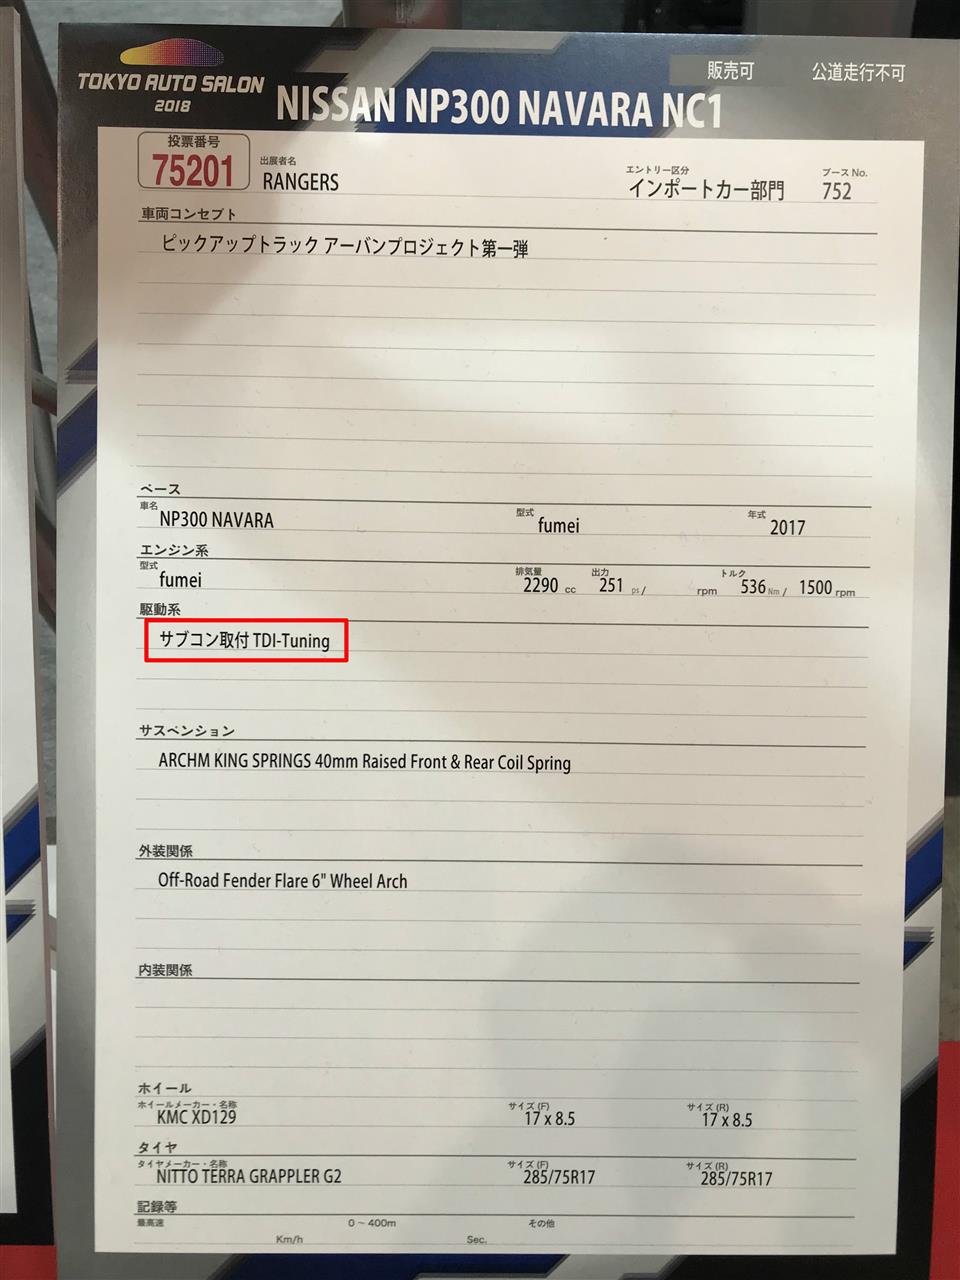 TOKYO AUTO SALON
2018
販売可 公道走行不可
NISSAN NP300 NAVARA NC1
投票番号
75201
出展者名
RANGERS
エントリー区分
インポートカー部門
ブースNo.
752
車両コンセプト
ピックアップトラック アーバンプロジェクト第一弾
ベース
車名 NP300 NAVARA 型式 fumei 年式 2017
エンジン系
型式 fumei 排気量 2290 cc 出力 251 ps/ rpm トルク 536 Nm/ 1500 rpm
駆動系
サブコン取付 TDI-Tuning
サスペンション
ARCHM KING SPRINGS 40mm Raised Front & Rear Coil Spring
外装関係
Off-Road Fender Flare 6" Wheel Arch
内装関係
ホイール
ホイールメーカー・名称 サイズ(F) サイズ(R)
KMC XD129 17 x 8.5 17 x 8.5
タイヤ
タイヤメーカー・名称 サイズ(F) サイズ(R)
NITTO TERRA GRAPPLER G2 285/75R17 285/75R17
記録等
最高速 0～400m その他
Km/h Sec.